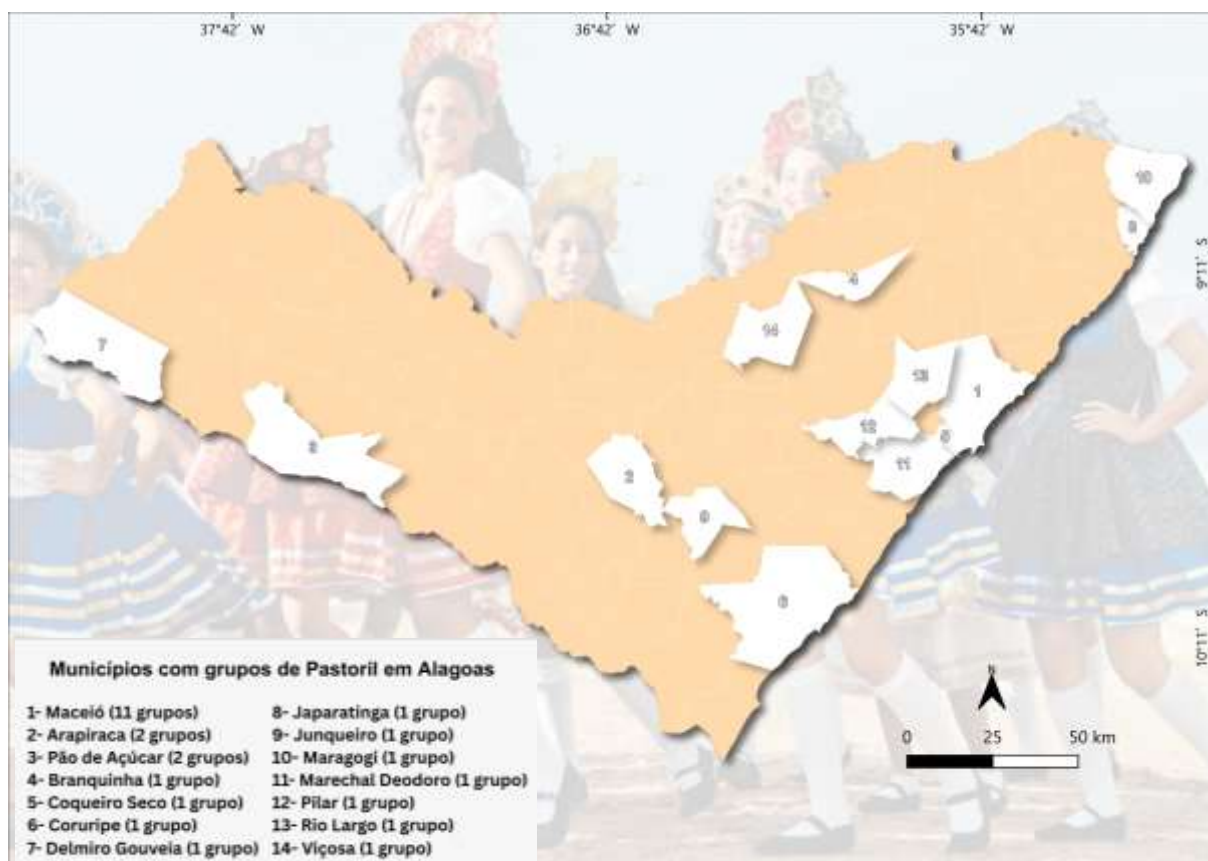 37°42' W 36°42' W 35°42' W
10
8
9°11' S
4
14
7
13
1
3
12
5
2
11
9
6
10°11' S
N
0 25 50 km
Municípios com grupos de Pastoril em Alagoas
1- Maceió (11 grupos)
2- Arapiraca (2 grupos)
3- Pão de Açúcar (2 grupos)
4- Branquinha (1 grupo)
5- Coqueiro Seco (1 grupo)
6- Coruripe (1 grupo)
7- Delmiro Gouveia (1 grupo)
8- Japaratinga (1 grupo)
9- Junqueiro (1 grupo)
10- Maragogi (1 grupo)
11- Marechal Deodoro (1 grupo)
12- Pilar (1 grupo)
13- Rio Largo (1 grupo)
14- Viçosa (1 grupo)